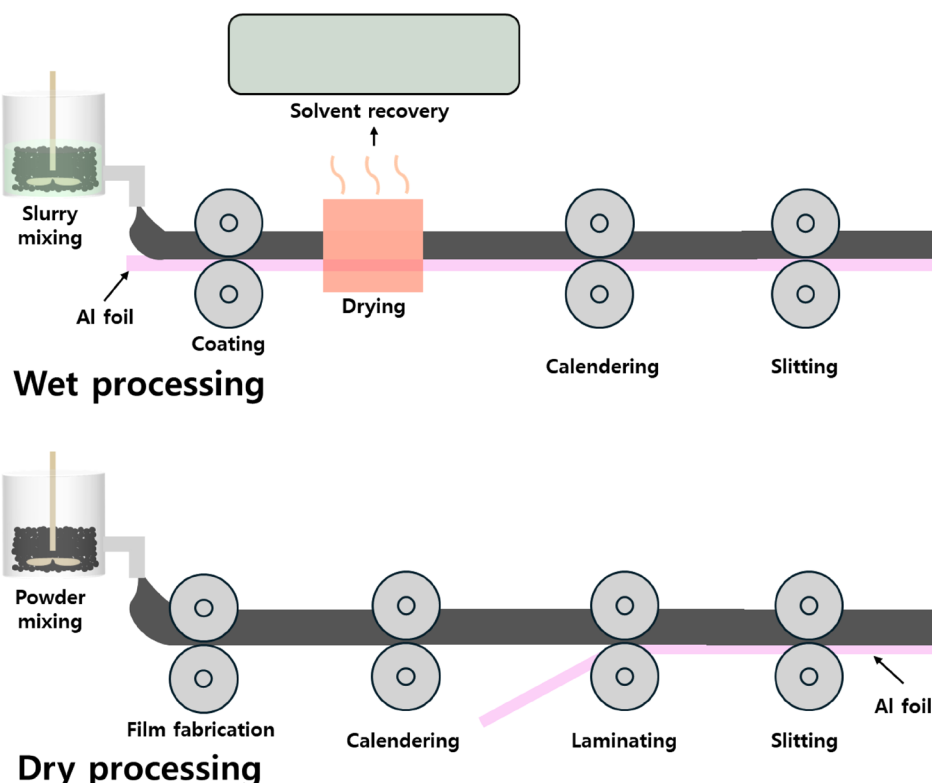 Solvent recovery
Slurry
mixing
Al foil
Coating
Drying
Calendering
Slitting
Wet processing
Powder
mixing
Film fabrication
Calendering
Laminating
Slitting
Al foil
Dry processing